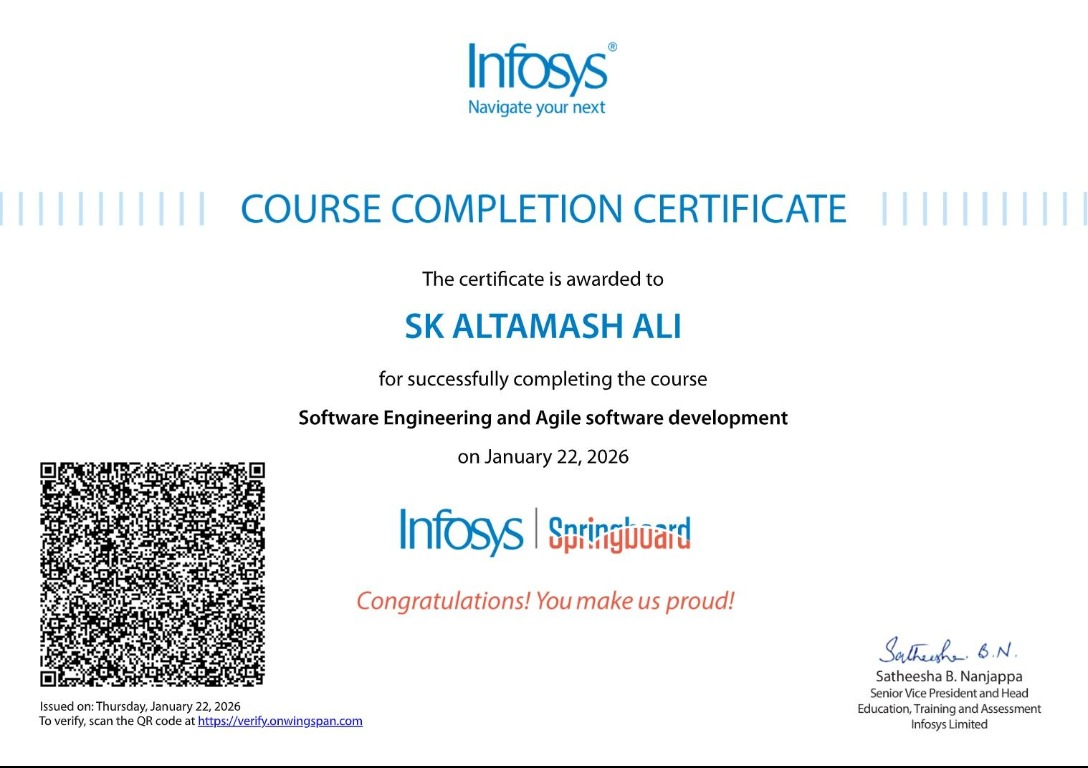 Infosys®
Navigate your next
COURSE COMPLETION CERTIFICATE
The certificate is awarded to
SK ALTAMASH ALI
for successfully completing the course
Software Engineering and Agile software development
on January 22, 2026
Infosys | Springboard
Congratulations! You make us proud!
Satheesha B.N.
Satheesha B. Nanjappa
Senior Vice President and Head
Education, Training and Assessment
Infosys Limited
Issued on: Thursday, January 22, 2026
To verify, scan the QR code at https://verify.onwingspan.com